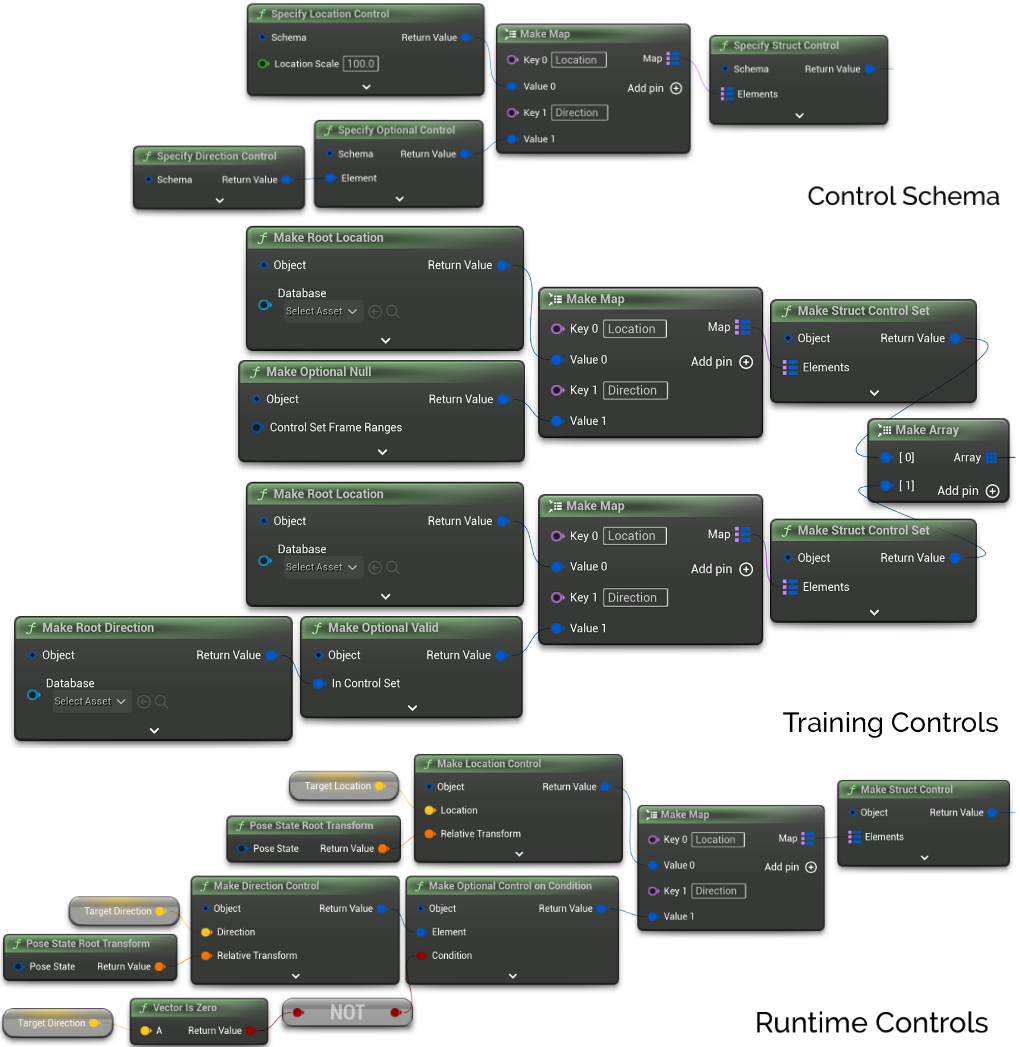 Specify Location Control
Schema Return Value
Location Scale 100.0
Make Map
Key 0 Location Map
Value 0 Add pin
Key 1 Direction
Value 1
Specify Struct Control
Schema Return Value
Elements
Specify Optional Control
Schema Return Value
Element
Specify Direction Control
Schema Return Value
Control Schema
Make Root Location
Object Return Value
Database
Select Asset
Make Optional Null
Object Return Value
Control Set Frame Ranges
Make Map
Key 0 Location Map
Value 0 Add pin
Key 1 Direction
Value 1
Make Struct Control Set
Object Return Value
Elements
Make Array
[ 0] Array
[ 1] Add pin
Make Root Location
Object Return Value
Database
Select Asset
Make Map
Key 0 Location Map
Value 0 Add pin
Key 1 Direction
Value 1
Make Struct Control Set
Object Return Value
Elements
Make Root Direction
Object Return Value
Database
Select Asset
Make Optional Valid
Object Return Value
In Control Set
Training Controls
Target Location
Make Location Control
Object Return Value
Location
Relative Transform
Pose State Root Transform
Pose State Return Value
Make Map
Key 0 Location Map
Value 0 Add pin
Key 1 Direction
Value 1
Make Struct Control
Object Return Value
Elements
Target Direction
Make Direction Control
Object Return Value
Direction
Relative Transform
Make Optional Control on Condition
Object Return Value
Element
Condition
Pose State Root Transform
Pose State Return Value
Target Direction
Vector Is Zero
A Return Value
NOT
Runtime Controls